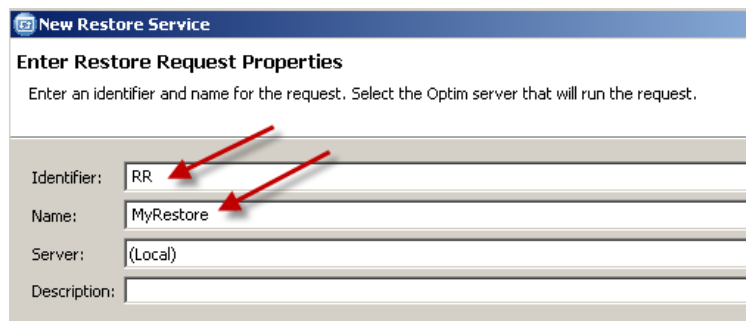 New Restore Service
Enter Restore Request Properties
Enter an identifier and name for the request. Select the Optim server that will run the request.
Identifier: RR
Name: MyRestore
Server: (Local)
Description: